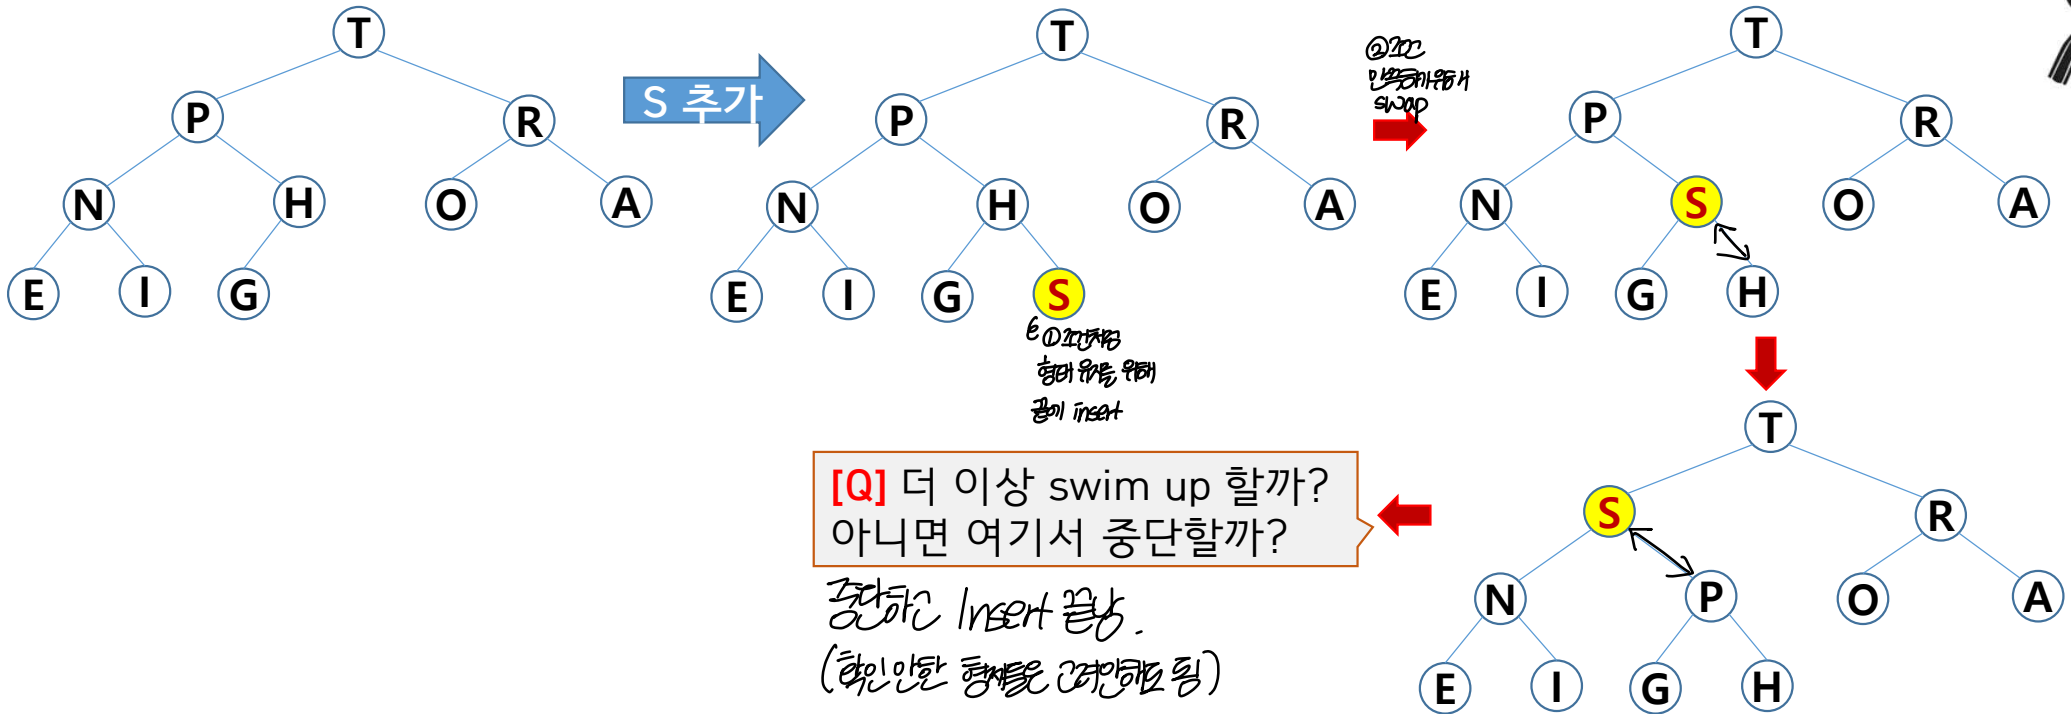 T
P R
N H O A
E I G
S 추가
T
P R
N H O A
E I G S
①조건처럼
형태 유지를 위해
끝에 insert
②조건
만족하기위해
swap
T
P R
N S O A
E I G H
T
S R
N P O A
E I G H
[Q] 더 이상 swim up 할까?
아니면 여기서 중단할까?
중단하고 Insert 끝남.
(확인안한 형제들은 고려안해도 됨)